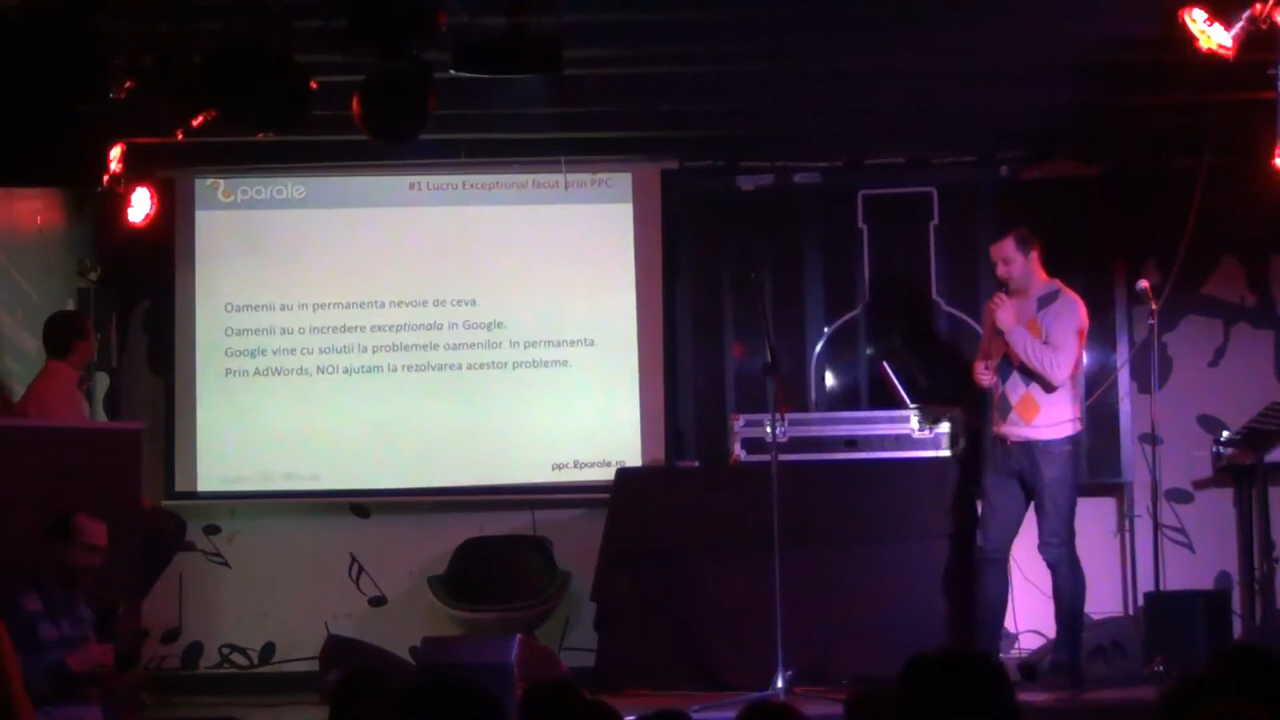 2parale
#1 Lucru Exceptional facut prin PPC
Oamenii au in permanenta nevoie de ceva.
Oamenii au o incredere exceptionala in Google.
Google vine cu solutii la problemele oamenilor. In permanenta.
Prin AdWords, NOI ajutam la rezolvarea acestor probleme.
ppc.2parale.ro